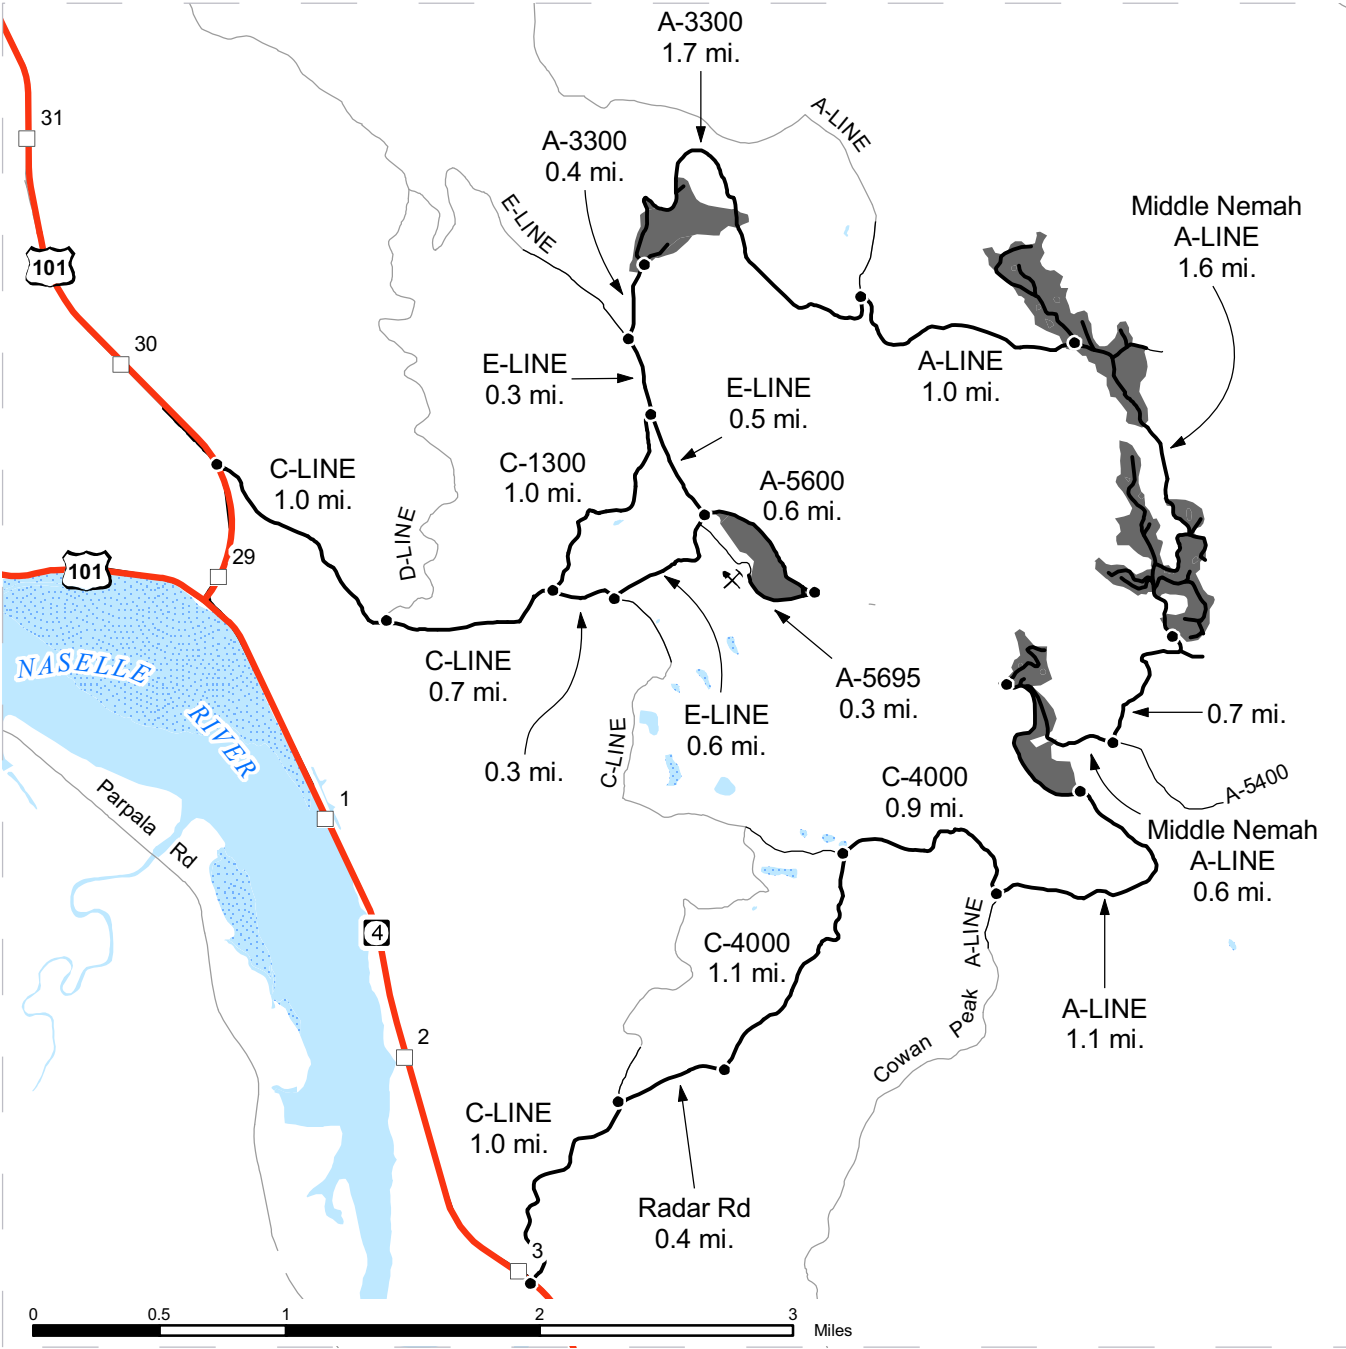 A-3300
1.7 mi.
31
A-LINE
A-3300
0.4 mi.
E-LINE
Middle Nemah
A-LINE
1.6 mi.
101
30
E-LINE
0.3 mi.
E-LINE
0.5 mi.
A-LINE
1.0 mi.
C-LINE
1.0 mi.
C-1300
1.0 mi.
A-5600
0.6 mi.
D-LINE
29
101
NASELLE
RIVER
C-LINE
0.7 mi.
A-5695
0.3 mi.
E-LINE
0.6 mi.
0.7 mi.
0.3 mi.
C-LINE
C-4000
0.9 mi.
A-5400
Parpala
Rd
1
Middle Nemah
A-LINE
0.6 mi.
4
C-4000
1.1 mi.
Cowan Peak A-LINE
A-LINE
1.1 mi.
2
C-LINE
1.0 mi.
Radar Rd
0.4 mi.
3
0 0.5 1 2 3
Miles